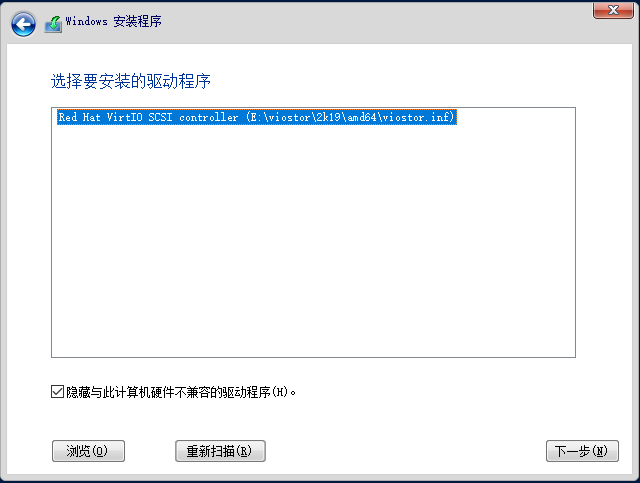 Windows 安装程序
选择要安装的驱动程序
Red Hat VirtIO SCSI controller (E:\viostor\2k19\amd64\viostor.inf)
隐藏与此计算机硬件不兼容的驱动程序(H)。
浏览(O) 重新扫描(R) 下一步(N)